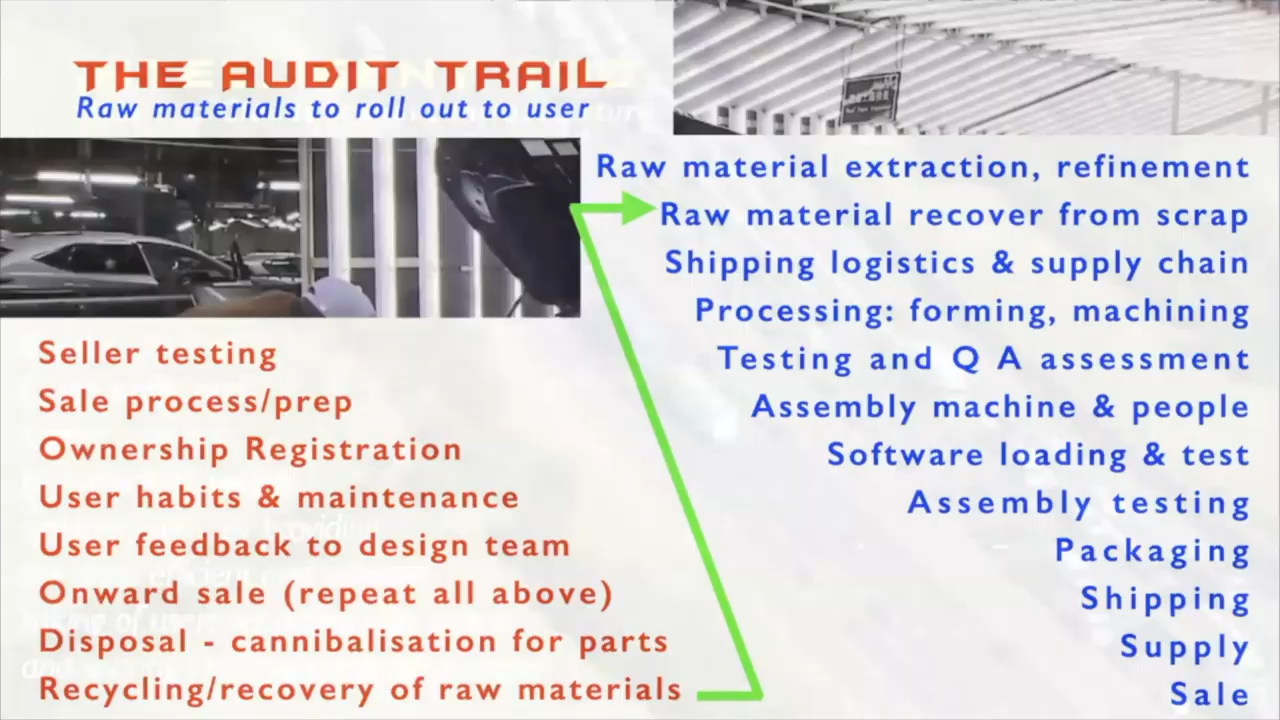 THE AUDIT TRAIL
Raw materials to roll out to user
Raw material extraction, refinement
Raw material recover from scrap
Shipping logistics & supply chain
Processing: forming, machining
Testing and Q A assessment
Assembly machine & people
Software loading & test
Assembly testing
Packaging
Shipping
Supply
Sale
Seller testing
Sale process/prep
Ownership Registration
User habits & maintenance
User feedback to design team
Onward sale (repeat all above)
Disposal - cannibalisation for parts
Recycling/recovery of raw materials